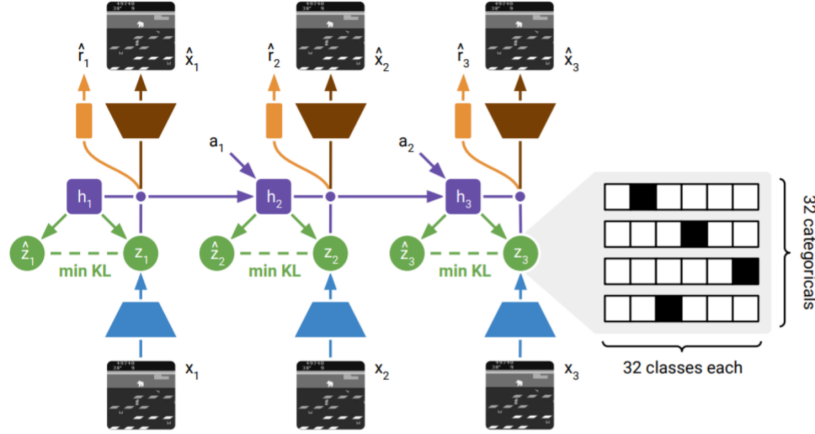 r̂₁
x̂₁
r̂₂
x̂₂
r̂₃
x̂₃
a₁
a₂
h₁
h₂
h₃
ẑ₁
min KL
z₁
ẑ₂
min KL
z₂
ẑ₃
min KL
z₃
32 categoricals
32 classes each
x₁
x₂
x₃